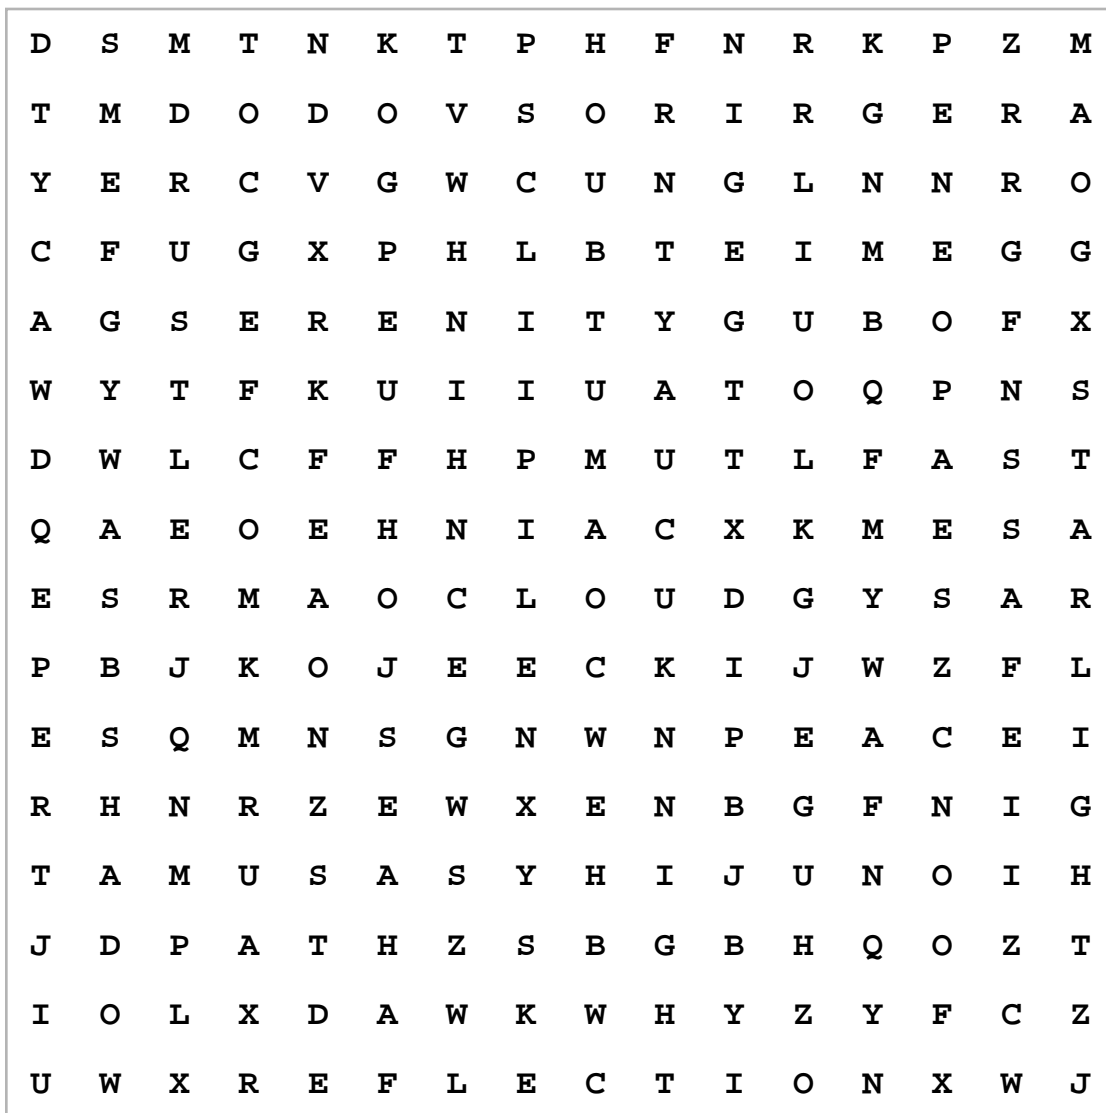 D S M T N K T P H F N R K P Z M
T M D O D O V S O R I R G E R A
Y E R C V G W C U N G L N N R O
C F U G X P H L B T E I M E G G
A G S E R E N I T Y G U B O F X
W Y T F K U I I U A T O Q P N S
D W L C F F H P M U T L F A S T
Q A E O E H N I A C X K M E S A
E S R M A O C L O U D G Y S A R
P B J K O J E E C K I J W Z F L
E S Q M N S G N W N P E A C E I
R H N R Z E W X E N B G F N I G
T A M U S A S Y H I J U N O I H
J D P A T H Z S B G B H Q O Z T
I O L X D A W K W H Y Z Y F C Z
U W X R E F L E C T I O N X W J